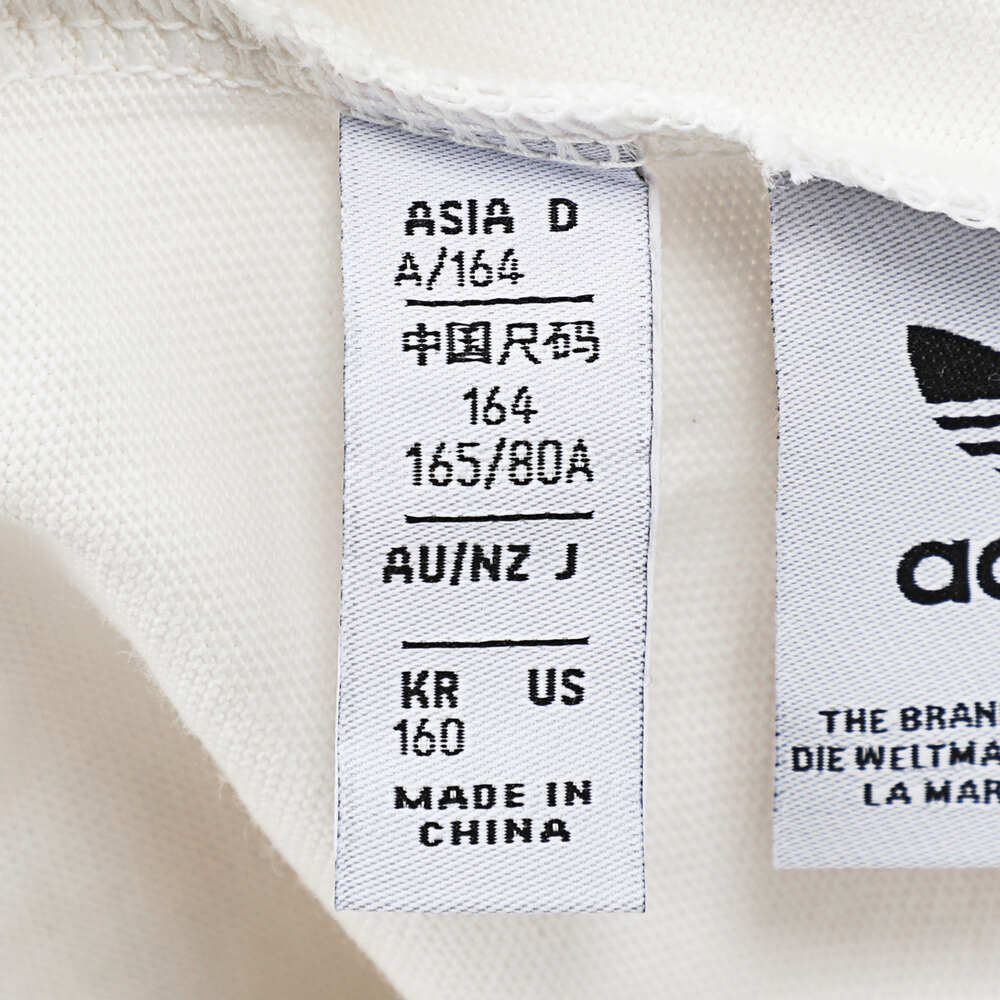 ASIA D
A/164
中国尺码
164
165/80A
AU/NZ J
KR US
160
MADE IN
CHINA
THE BRAN
DIE WELTMA
LA MAR